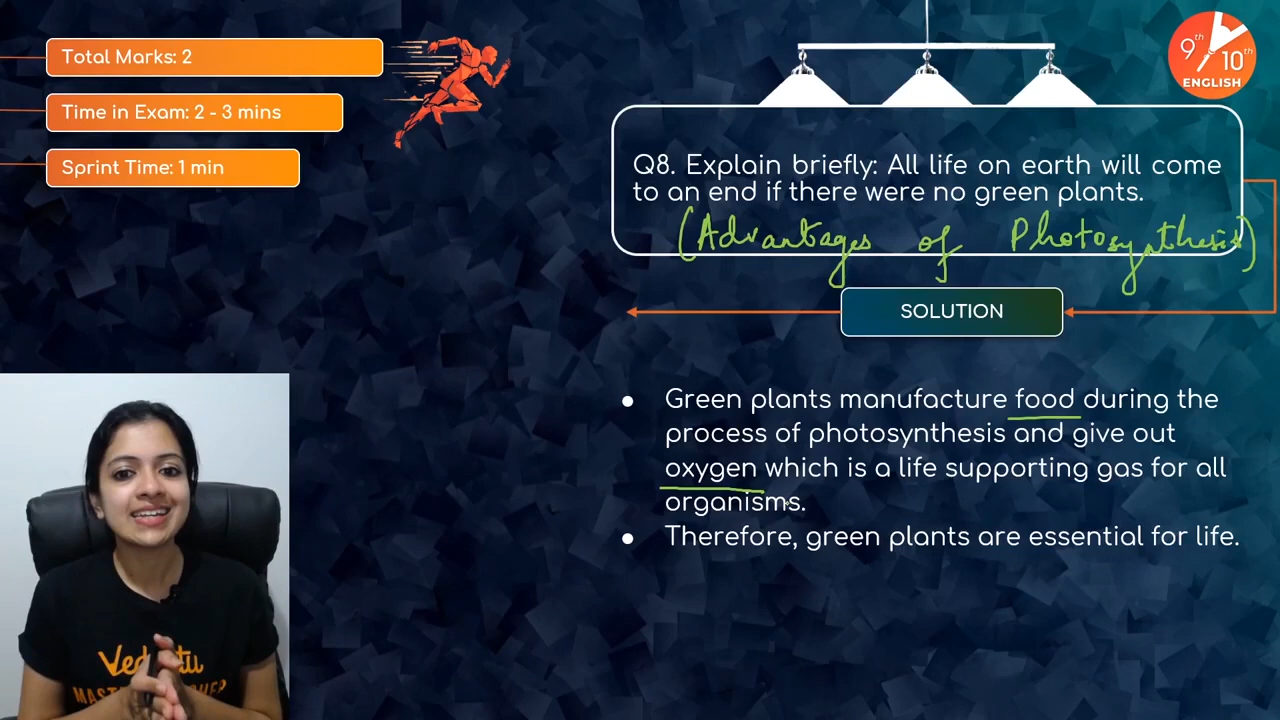 Total Marks: 2
Time in Exam: 2 - 3 mins
Sprint Time: 1 min
9th
10th
ENGLISH
Q8. Explain briefly: All life on earth will come
to an end if there were no green plants.
(Advantages of Photosynthesis)
SOLUTION
● Green plants manufacture food during the
process of photosynthesis and give out
oxygen which is a life supporting gas for all
organisms.
● Therefore, green plants are essential for life.